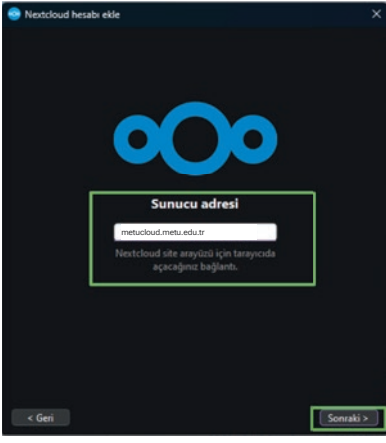 Nextcloud hesabı ekle
Sunucu adresi
metucloud.metu.edu.tr
Nextcloud site arayüzü için tarayıcıda
açacağınız bağlantı.
< Geri
Sonraki >